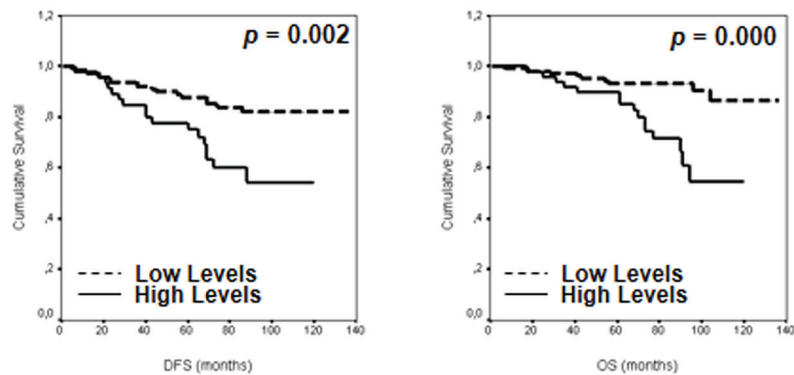 1,2
p = 0.002
1,0
,8
,6
,4
,2
0,0
Cumulative Survival
Low Levels
High Levels
0 20 40 60 80 100 120 140
DFS (months)
1,2
p = 0.000
1,0
,8
,6
,4
,2
0,0
Cumulative Survival
Low Levels
High Levels
0 20 40 60 80 100 120 140
OS (months)